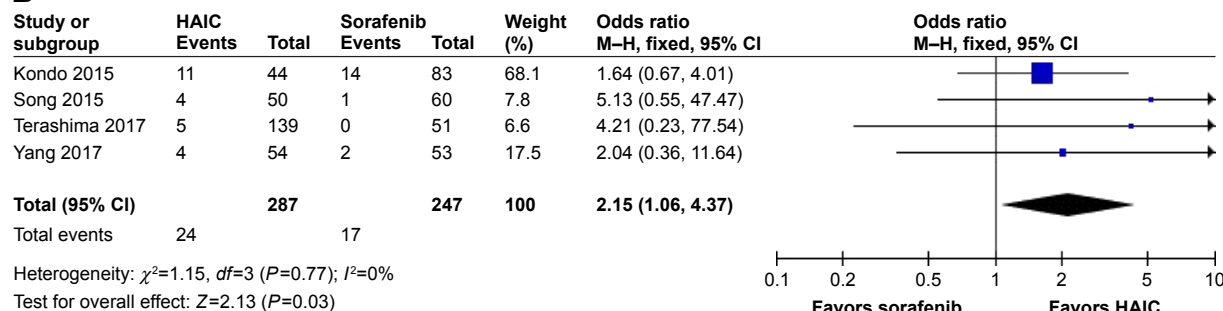 Study or subgroup HAIC Events Total Sorafenib Events Total Weight (%) Odds ratio M–H, fixed, 95% CI Odds ratio M–H, fixed, 95% CI
Kondo 2015 11 44 14 83 68.1 1.64 (0.67, 4.01)
Song 2015 4 50 1 60 7.8 5.13 (0.55, 47.47)
Terashima 2017 5 139 0 51 6.6 4.21 (0.23, 77.54)
Yang 2017 4 54 2 53 17.5 2.04 (0.36, 11.64)
Total (95% CI) 287 247 100 2.15 (1.06, 4.37)
Total events 24 17
Heterogeneity: χ²=1.15, df=3 (P=0.77); I²=0%
Test for overall effect: Z=2.13 (P=0.03)
0.1 0.2 0.5 1 2 5 10
Favors sorafenib Favors HAIC